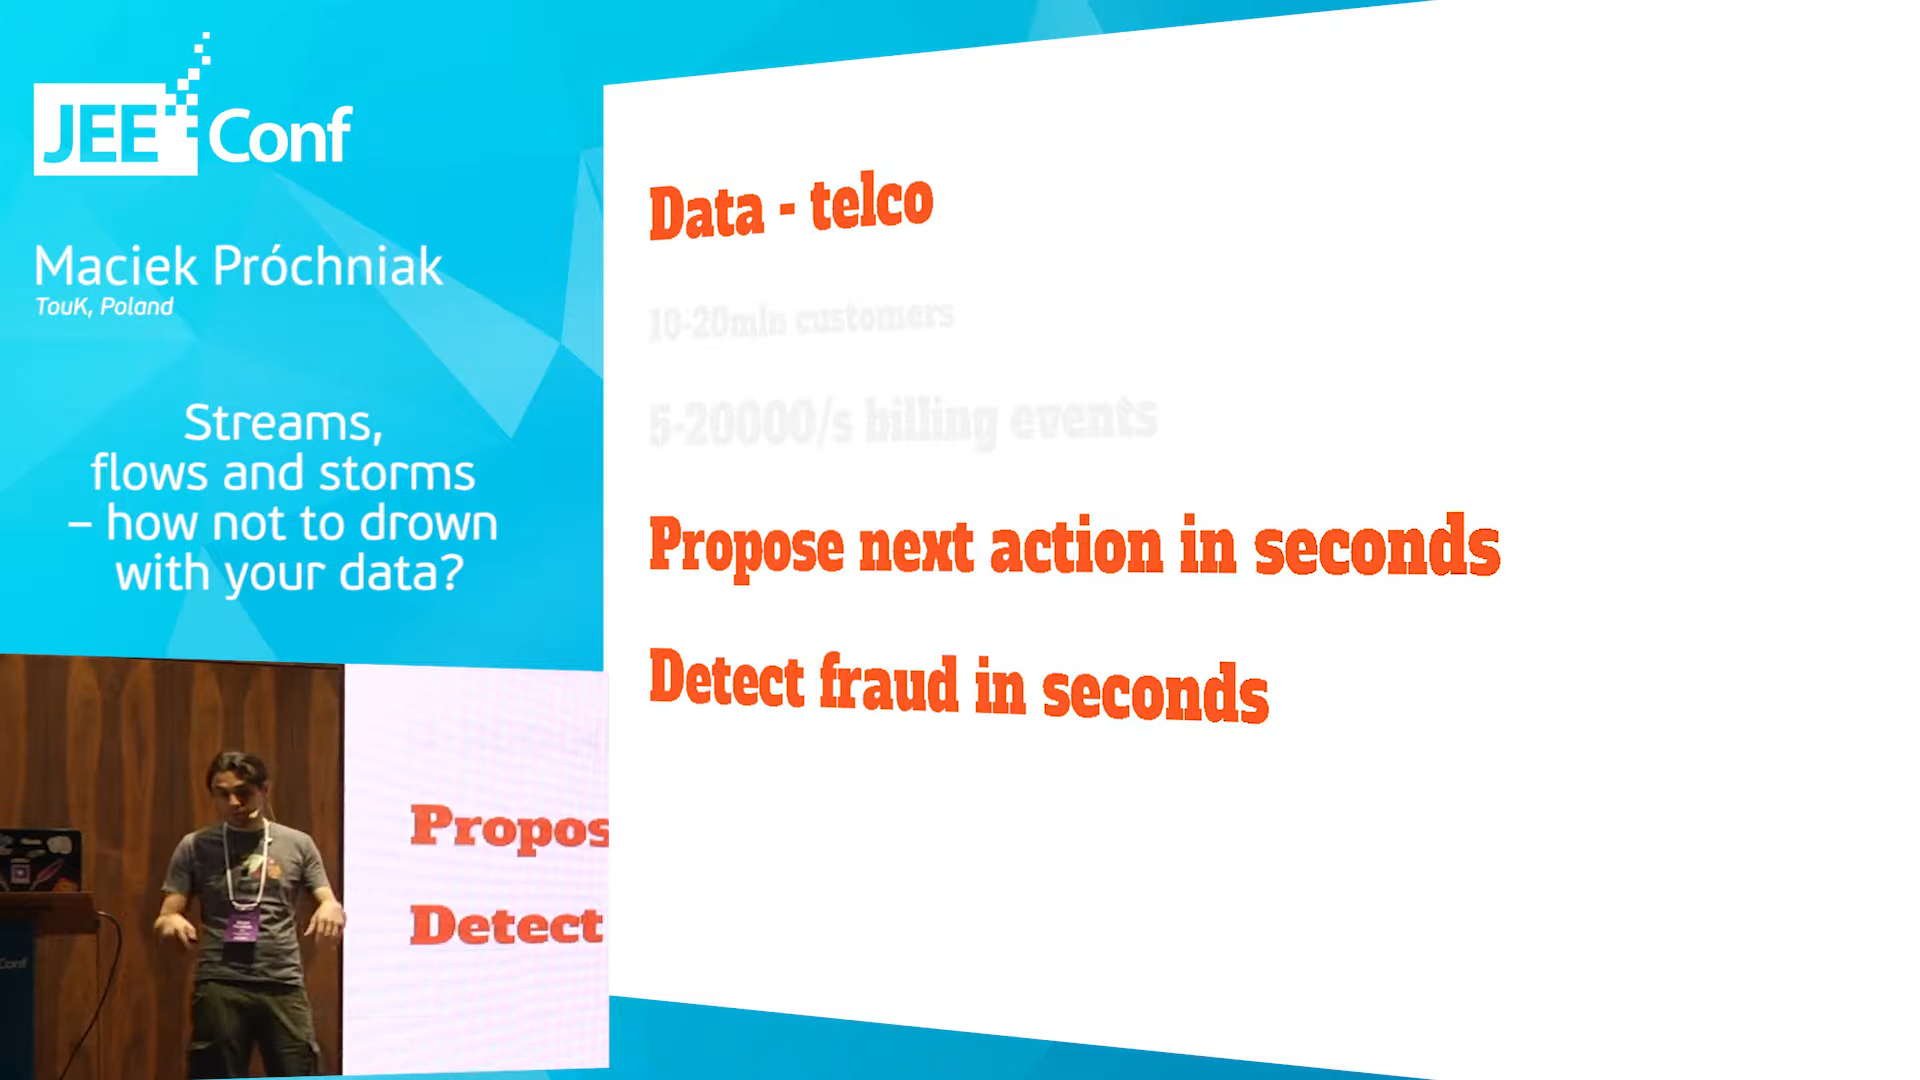 JEE Conf
Maciek Próchniak
TouK, Poland
Streams,
flows and storms
– how not to drown
with your data?
Data - telco
10-20mln customers
5-20000/s billing events
Propose next action in seconds
Detect fraud in seconds
Propos
Detect
Conf